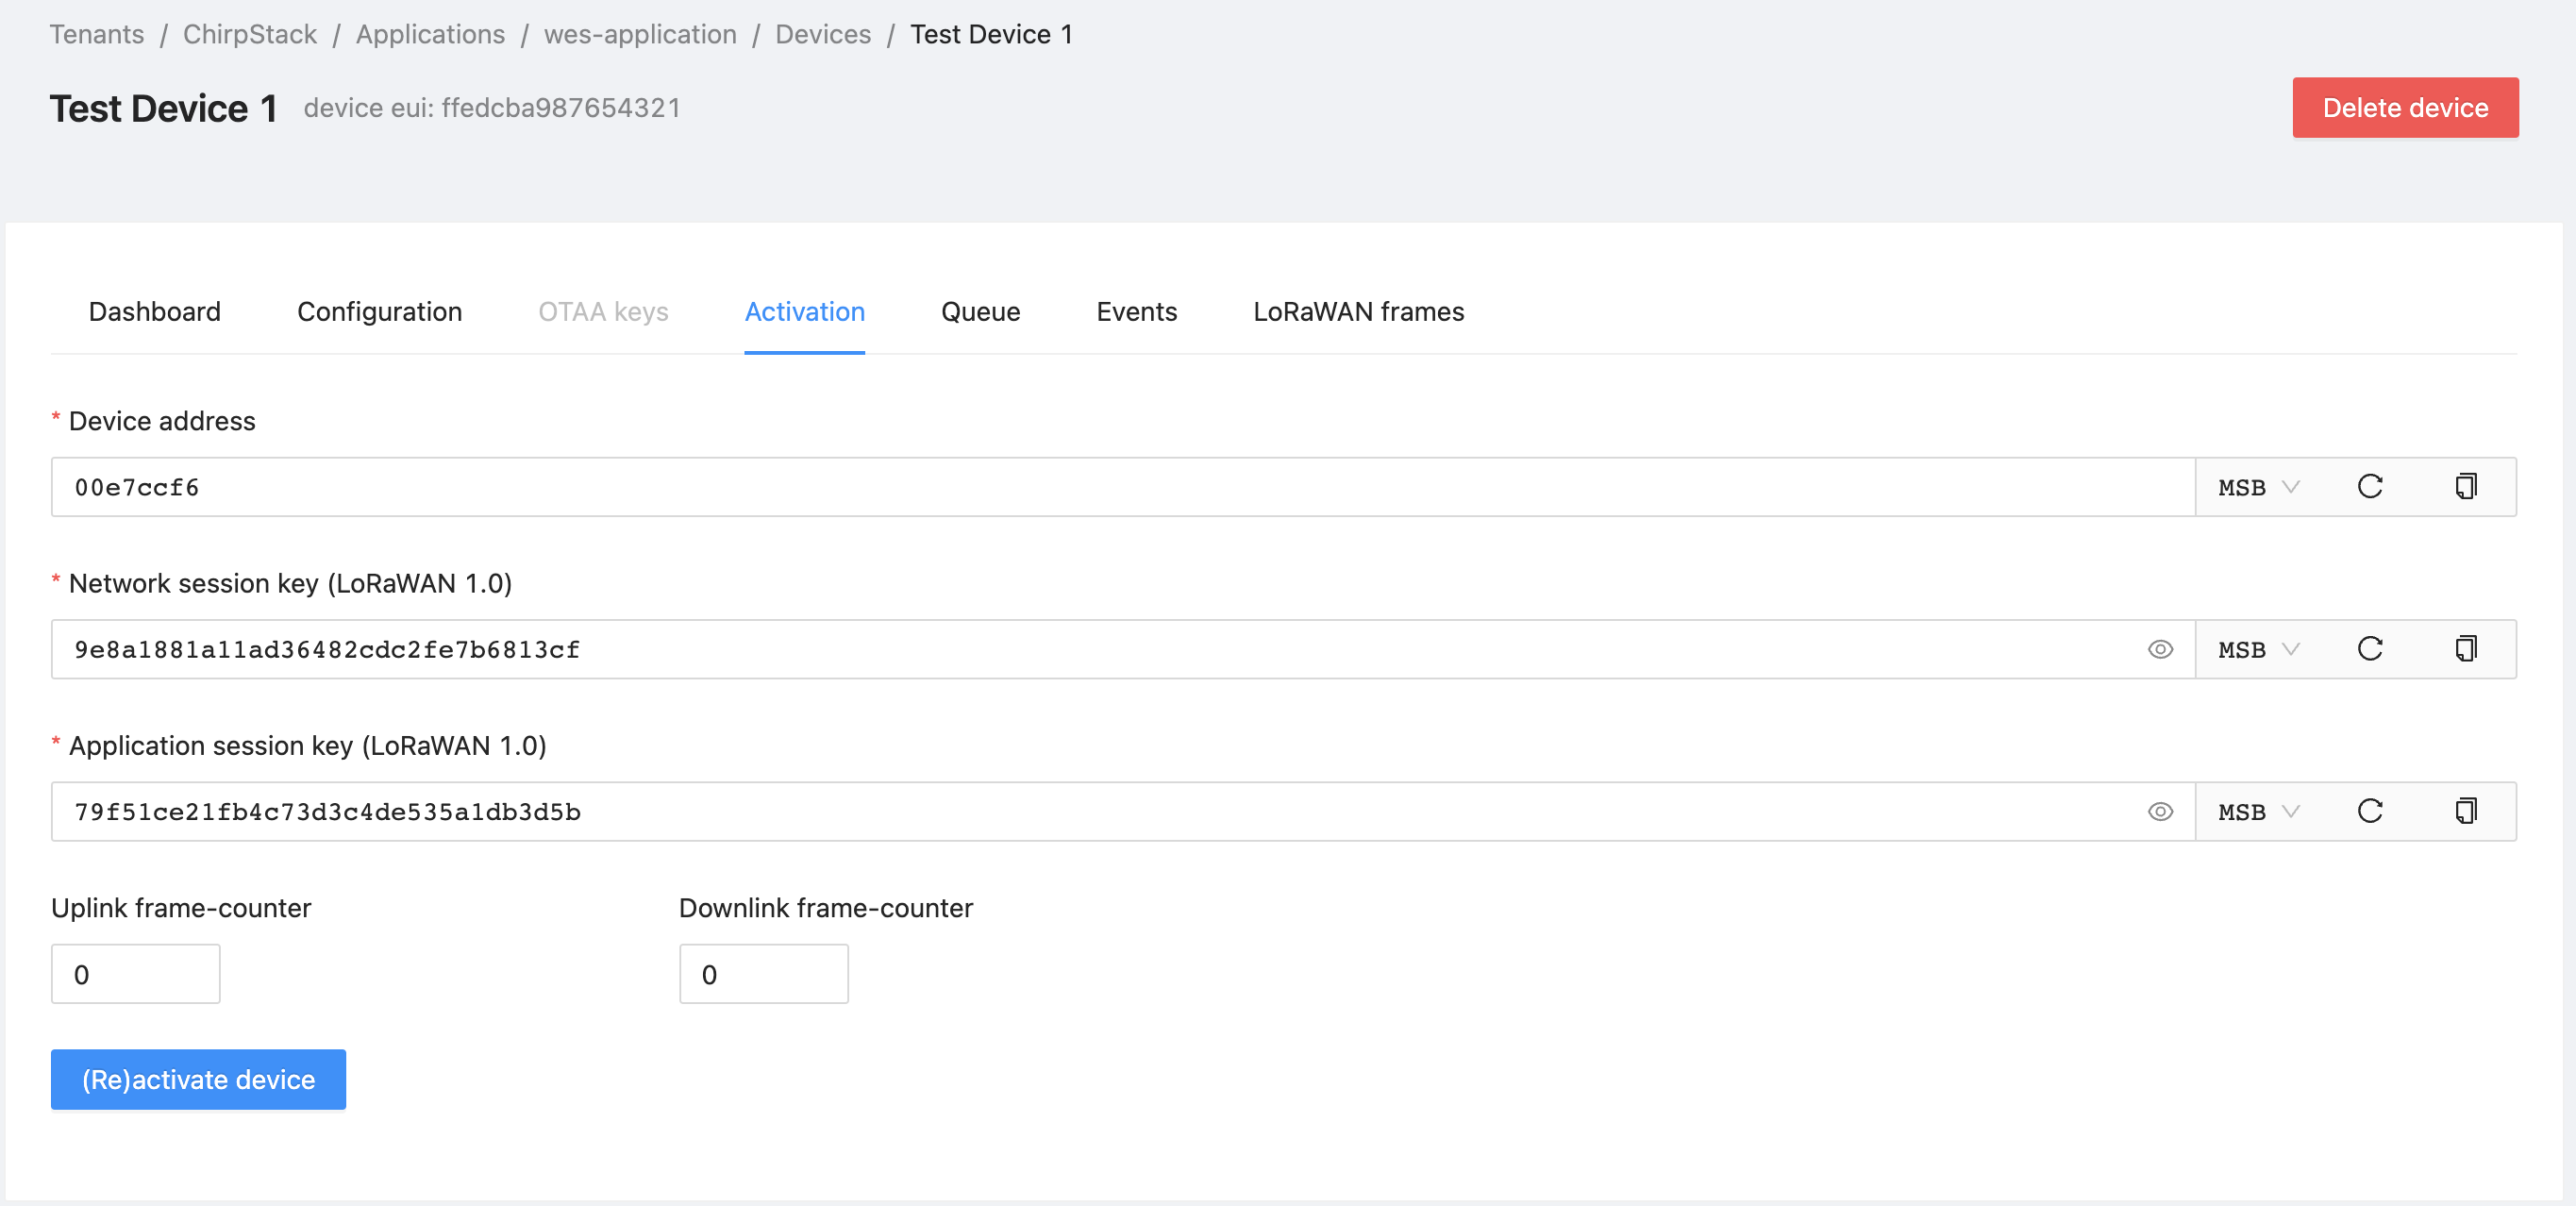 Tenants / ChirpStack / Applications / wes-application / Devices / Test Device 1
Test Device 1 device eui: ffedcba987654321
Delete device
Dashboard Configuration OTAA keys Activation Queue Events LoRaWAN frames
* Device address
00e7ccf6 MSB
* Network session key (LoRaWAN 1.0)
9e8a1881a11ad36482cdc2fe7b6813cf MSB
* Application session key (LoRaWAN 1.0)
79f51ce21fb4c73d3c4de535a1db3d5b MSB
Uplink frame-counter Downlink frame-counter
0 0
(Re)activate device